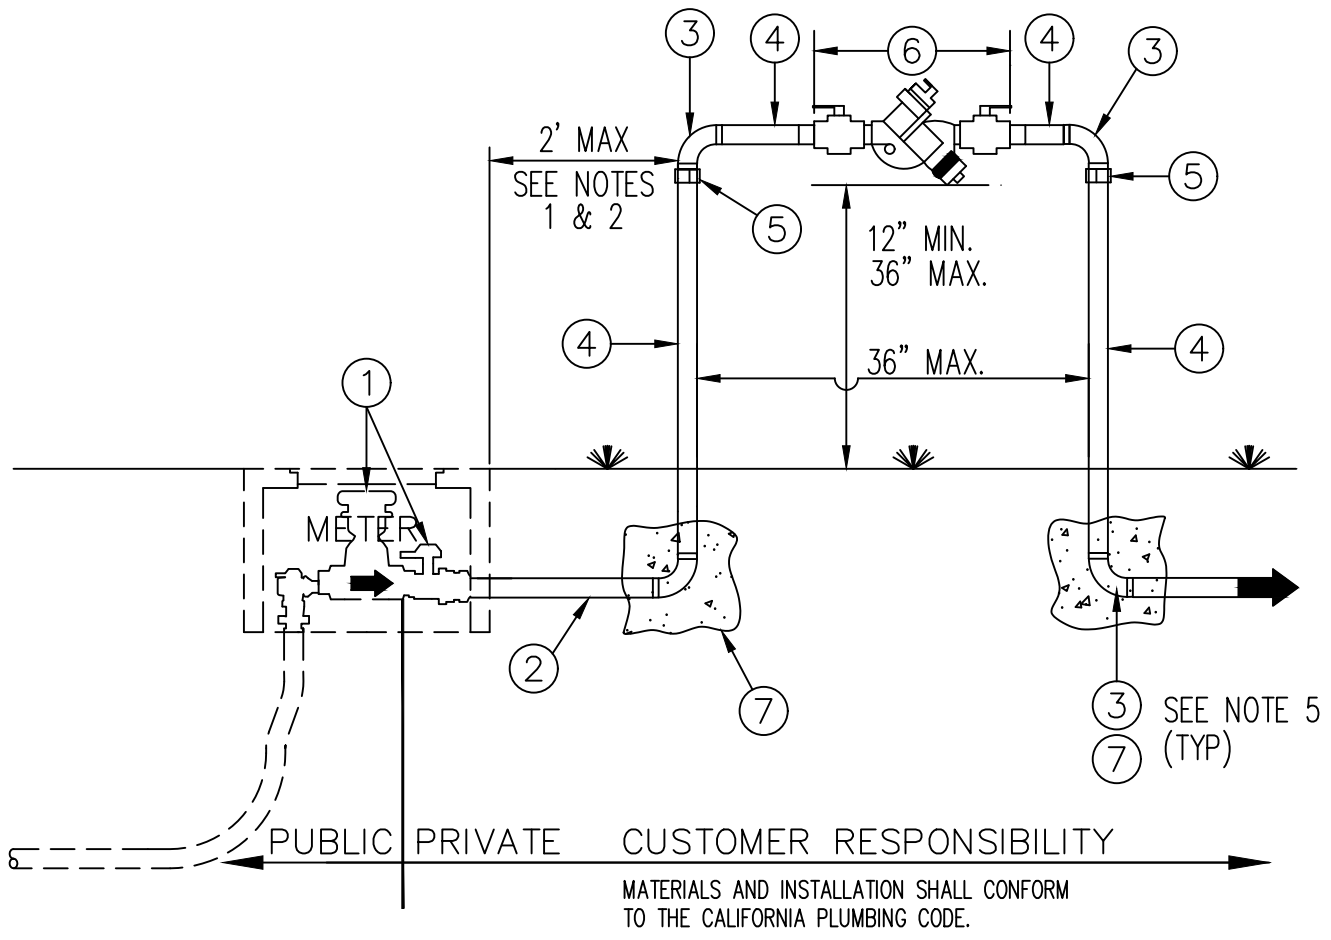 3
4
6
4
3
2' MAX
SEE NOTES
1 & 2
5
5
12" MIN.
36" MAX.
4
4
36" MAX.
1
METER
2
7
3
SEE NOTE 5
7
(TYP)
PUBLIC PRIVATE CUSTOMER RESPONSIBILITY
MATERIALS AND INSTALLATION SHALL CONFORM
TO THE CALIFORNIA PLUMBING CODE.